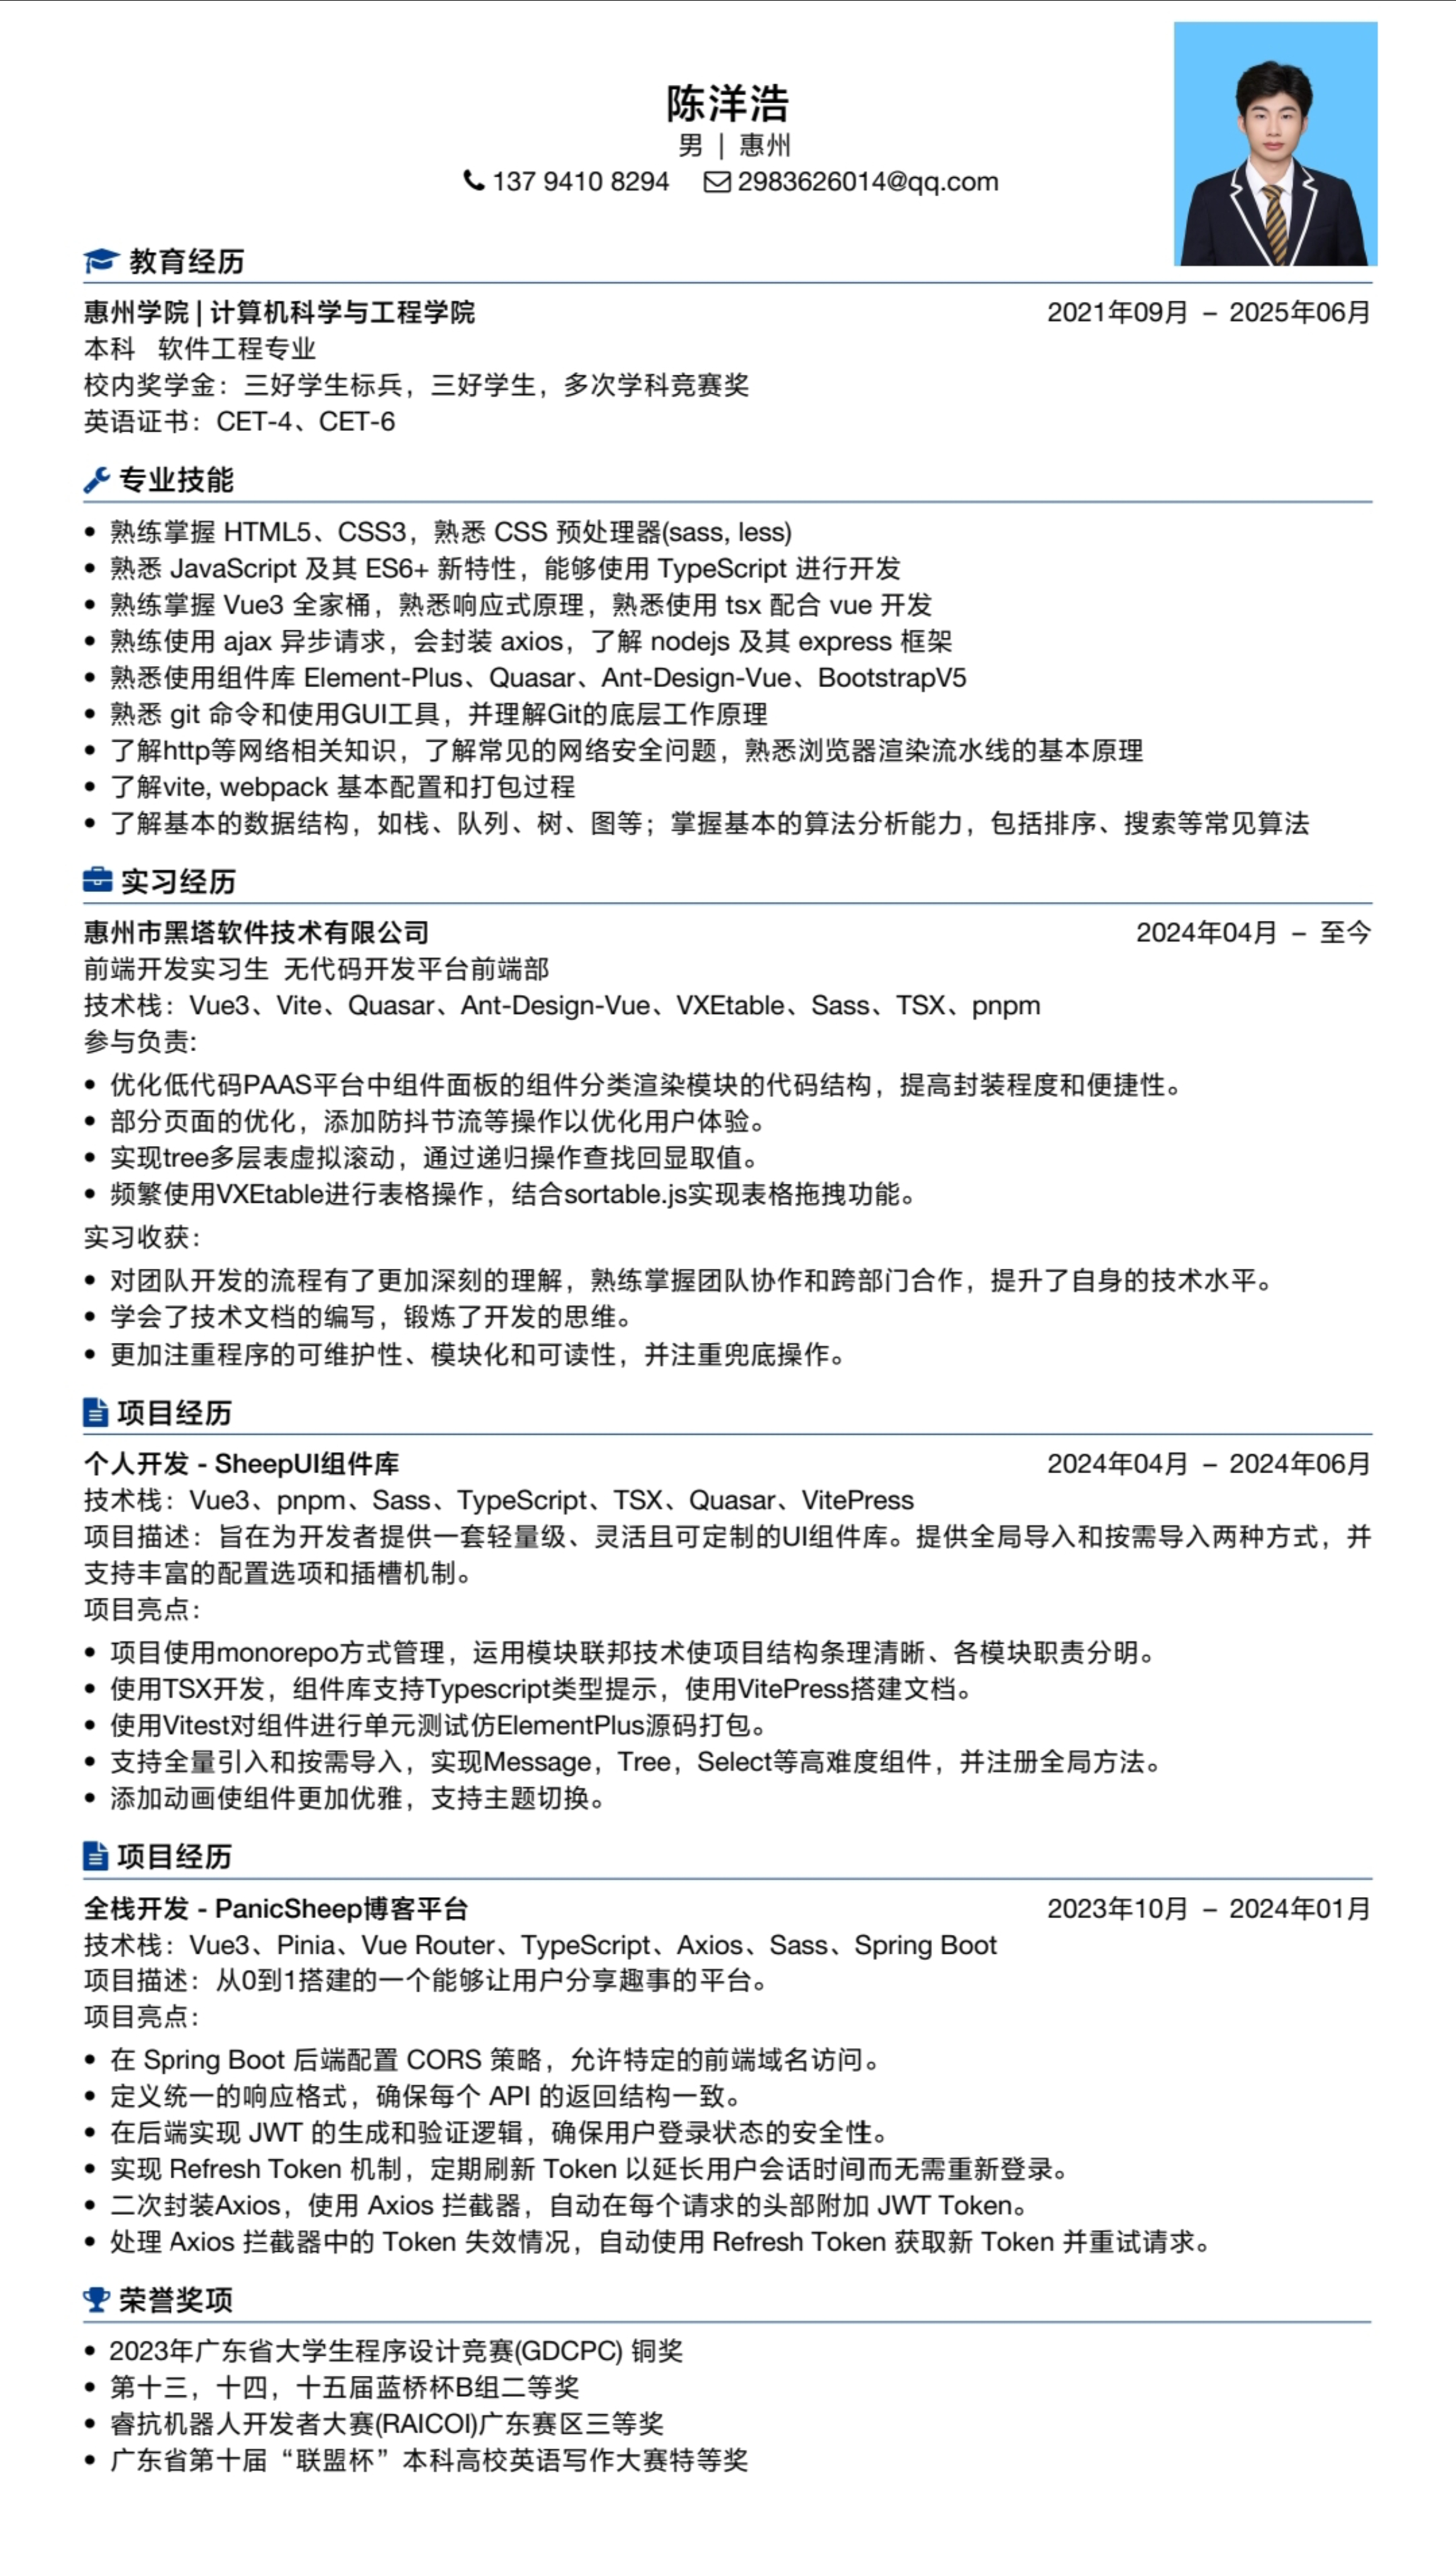 陈洋浩
男 | 惠州
137 9410 8294 2983626014@qq.com
教育经历
惠州学院 | 计算机科学与工程学院 2021年09月 – 2025年06月
本科 软件工程专业
校内奖学金：三好学生标兵，三好学生，多次学科竞赛奖
英语证书：CET-4、CET-6
专业技能
• 熟练掌握 HTML5、CSS3，熟悉 CSS 预处理器(sass, less)
• 熟悉 JavaScript 及其 ES6+ 新特性，能够使用 TypeScript 进行开发
• 熟练掌握 Vue3 全家桶，熟悉响应式原理，熟悉使用 tsx 配合 vue 开发
• 熟练使用 ajax 异步请求，会封装 axios，了解 nodejs 及其 express 框架
• 熟悉使用组件库 Element-Plus、Quasar、Ant-Design-Vue、BootstrapV5
• 熟悉 git 命令和使用GUI工具，并理解Git的底层工作原理
• 了解http等网络相关知识，了解常见的网络安全问题，熟悉浏览器渲染流水线的基本原理
• 了解vite, webpack 基本配置和打包过程
• 了解基本的数据结构，如栈、队列、树、图等；掌握基本的算法分析能力，包括排序、搜索等常见算法
实习经历
惠州市黑塔软件技术有限公司 2024年04月 – 至今
前端开发实习生 无代码开发平台前端部
技术栈：Vue3、Vite、Quasar、Ant-Design-Vue、VXEtable、Sass、TSX、pnpm
参与负责:
• 优化低代码PAAS平台中组件面板的组件分类渲染模块的代码结构，提高封装程度和便捷性。
• 部分页面的优化，添加防抖节流等操作以优化用户体验。
• 实现tree多层表虚拟滚动，通过递归操作查找回显取值。
• 频繁使用VXEtable进行表格操作，结合sortable.js实现表格拖拽功能。
实习收获：
• 对团队开发的流程有了更加深刻的理解，熟练掌握团队协作和跨部门合作，提升了自身的技术水平。
• 学会了技术文档的编写，锻炼了开发的思维。
• 更加注重程序的可维护性、模块化和可读性，并注重兜底操作。
项目经历
个人开发 - SheepUI组件库 2024年04月 – 2024年06月
技术栈：Vue3、pnpm、Sass、TypeScript、TSX、Quasar、VitePress
项目描述：旨在为开发者提供一套轻量级、灵活且可定制的UI组件库。提供全局导入和按需导入两种方式，并
支持丰富的配置选项和插槽机制。
项目亮点：
• 项目使用monorepo方式管理，运用模块联邦技术使项目结构条理清晰、各模块职责分明。
• 使用TSX开发，组件库支持Typescript类型提示，使用VitePress搭建文档。
• 使用Vitest对组件进行单元测试仿ElementPlus源码打包。
• 支持全量引入和按需导入，实现Message，Tree，Select等高难度组件，并注册全局方法。
• 添加动画使组件更加优雅，支持主题切换。
项目经历
全栈开发 - PanicSheep博客平台 2023年10月 – 2024年01月
技术栈：Vue3、Pinia、Vue Router、TypeScript、Axios、Sass、Spring Boot
项目描述：从0到1搭建的一个能够让用户分享趣事的平台。
项目亮点：
• 在 Spring Boot 后端配置 CORS 策略，允许特定的前端域名访问。
• 定义统一的响应格式，确保每个 API 的返回结构一致。
• 在后端实现 JWT 的生成和验证逻辑，确保用户登录状态的安全性。
• 实现 Refresh Token 机制，定期刷新 Token 以延长用户会话时间而无需重新登录。
• 二次封装Axios，使用 Axios 拦截器，自动在每个请求的头部附加 JWT Token。
• 处理 Axios 拦截器中的 Token 失效情况，自动使用 Refresh Token 获取新 Token 并重试请求。
荣誉奖项
• 2023年广东省大学生程序设计竞赛(GDCPC) 铜奖
• 第十三，十四，十五届蓝桥杯B组二等奖
• 睿抗机器人开发者大赛(RAICOI)广东赛区三等奖
• 广东省第十届“联盟杯”本科高校英语写作大赛特等奖